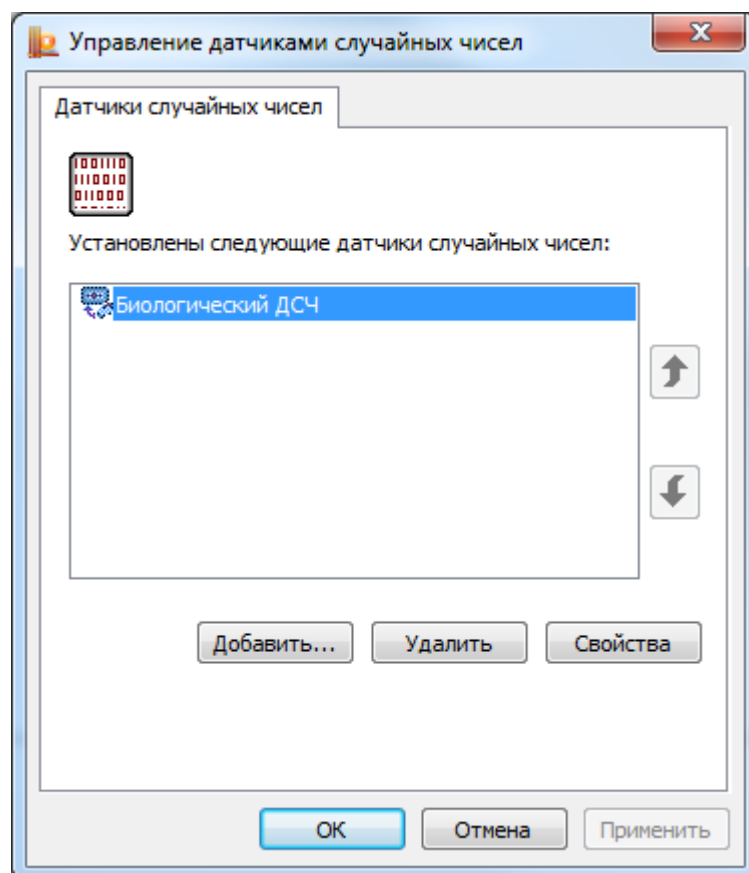 Управление датчиками случайных чисел
Датчики случайных чисел
Установлены следующие датчики случайных чисел:
Биологический ДСЧ
Добавить... Удалить Свойства
ОК Отмена Применить